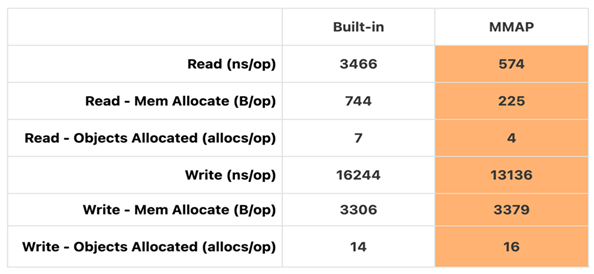 Built-in MMAP
Read (ns/op) 3466 574
Read - Mem Allocate (B/op) 744 225
Read - Objects Allocated (allocs/op) 7 4
Write (ns/op) 16244 13136
Write - Mem Allocate (B/op) 3306 3379
Write - Objects Allocated (allocs/op) 14 16